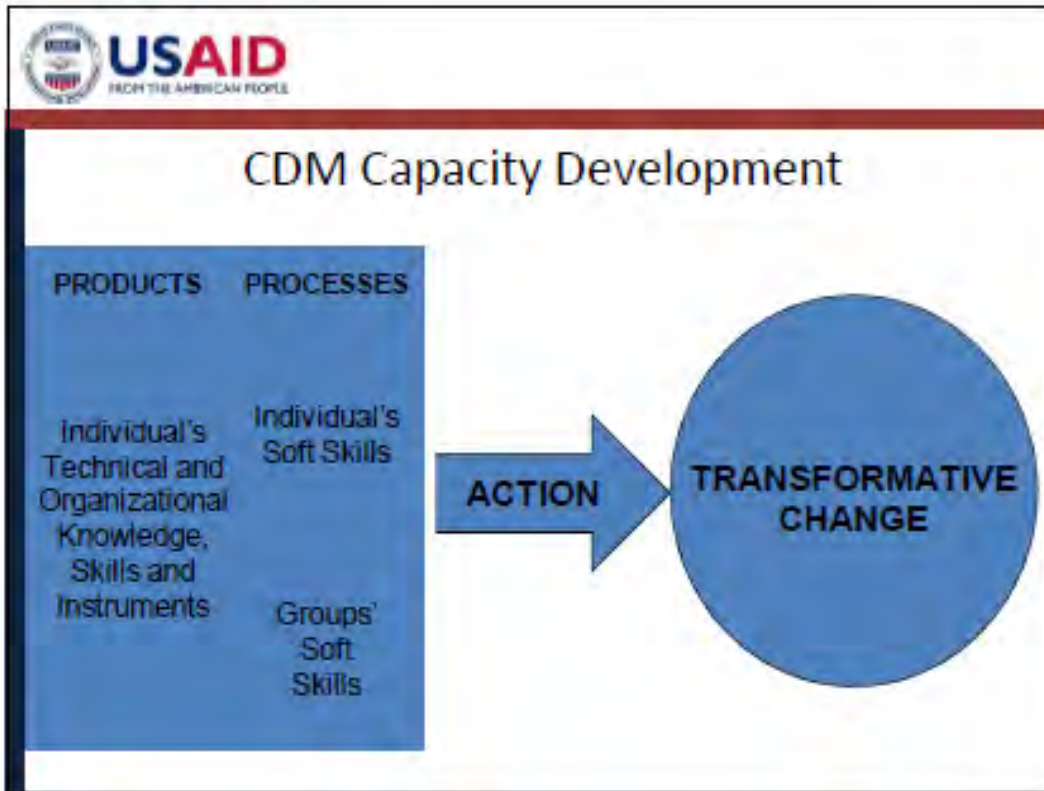 USAID
FROM THE AMERICAN PEOPLE
CDM Capacity Development
PRODUCTS
Individual's
Technical and
Organizational
Knowledge,
Skills and
Instruments
PROCESSES
Individual's
Soft Skills
Groups'
Soft
Skills
ACTION
TRANSFORMATIVE
CHANGE